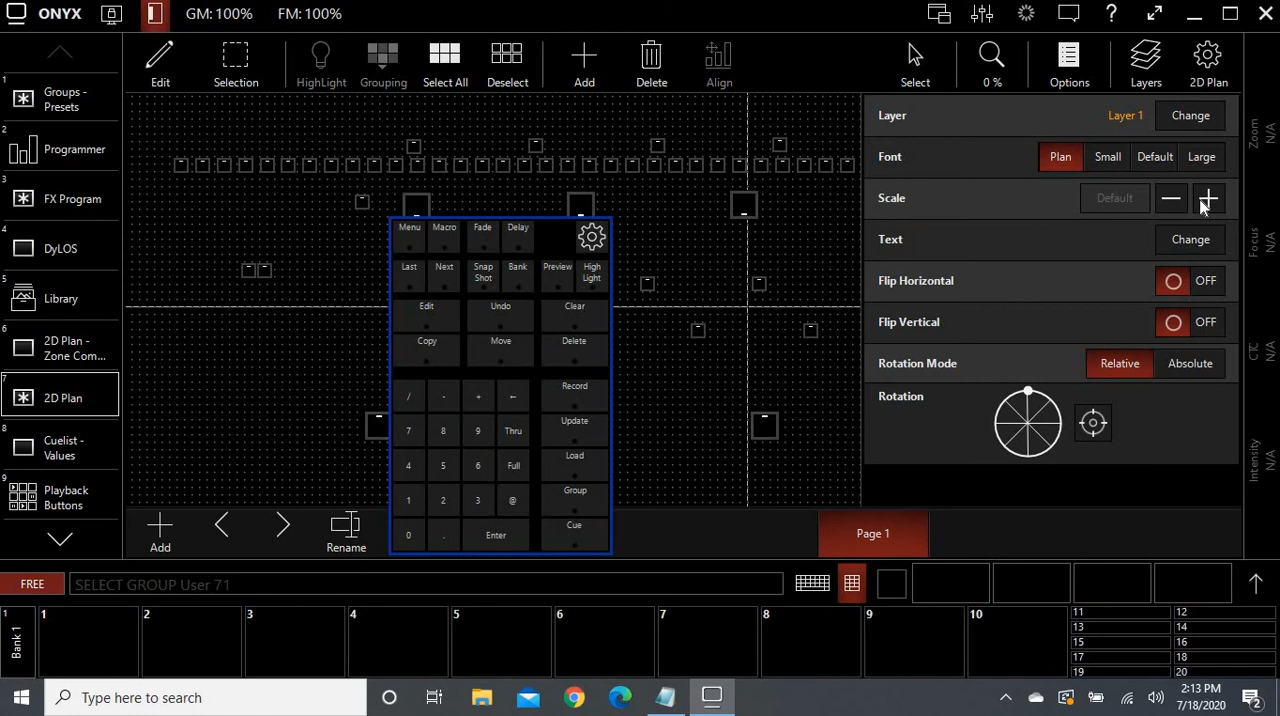 ONYX
GM: 100%
FM: 100%
?
Edit
Selection
HighLight
Grouping
Select All
Deselect
Add
Delete
Align
Select
0 %
Options
Layers
2D Plan
1
Groups -
Presets
2
Programmer
3
FX Program
4
DyLOS
5
Library
6
2D Plan -
Zone Com...
7
2D Plan
8
Cuelist -
Values
9
Playback
Buttons
Layer
Layer 1
Change
Font
Plan
Small
Default
Large
Scale
Default
Text
Change
Flip Horizontal
OFF
Flip Vertical
OFF
Rotation Mode
Relative
Absolute
Rotation
Zoom N/A
Focus N/A
CTC N/A
Intensity N/A
Menu
Macro
Fade
Delay
Last
Next
Snap
Shot
Bank
Preview
High
Light
Edit
Undo
Clear
Copy
Move
Delete
/
-
+
←
Record
7
8
9
Thru
Update
4
5
6
Full
Load
1
2
3
@
Group
0
.
Enter
Cue
Add
Rename
Page 1
FREE
SELECT GROUP User 71
1
Bank 1
1
2
3
4
5
6
7
8
9
10
11
12
13
14
15
16
17
18
19
20
Type here to search
2:13 PM
7/18/2020
2